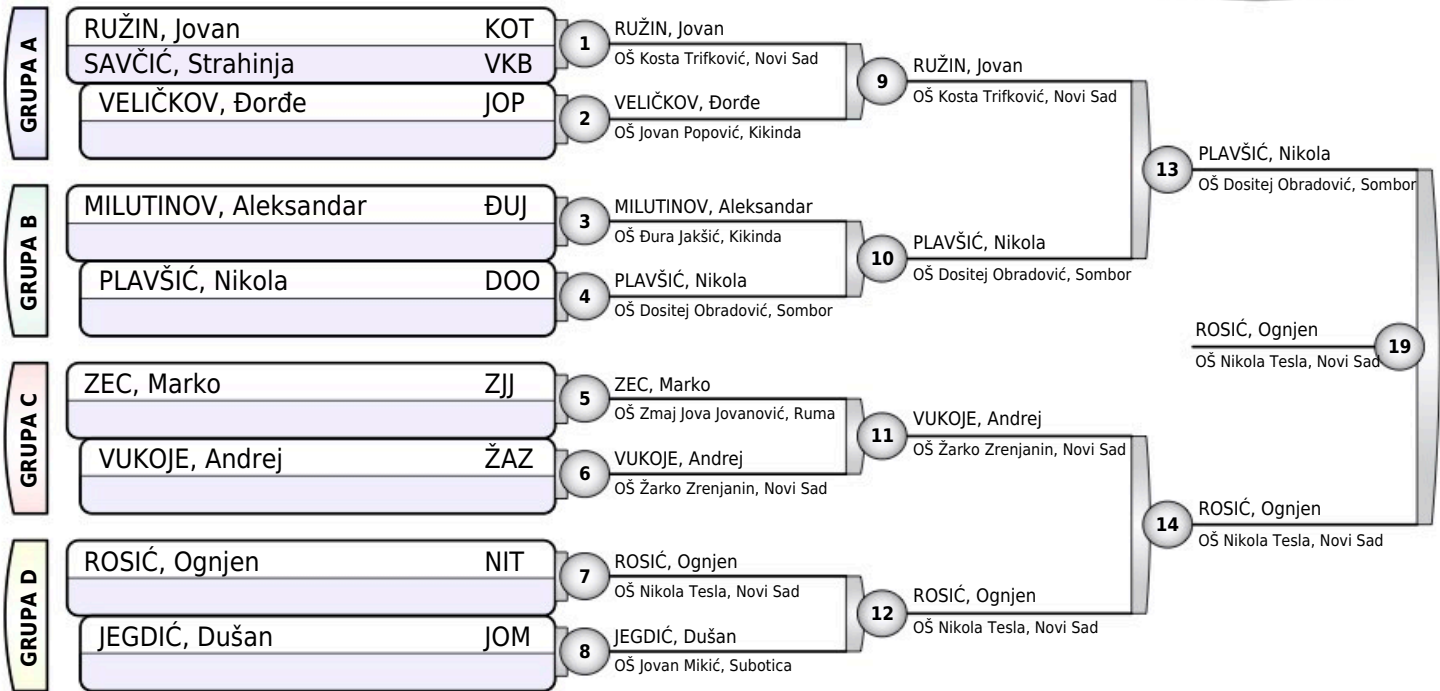 GRUPA A
RUŽIN, Jovan KOT
SAVČIĆ, Strahinja VKB
VELIČKOV, Đorđe JOP
1
RUŽIN, Jovan
OŠ Kosta Trifković, Novi Sad
2
VELIČKOV, Đorđe
OŠ Jovan Popović, Kikinda
9
RUŽIN, Jovan
OŠ Kosta Trifković, Novi Sad
GRUPA B
MILUTINOV, Aleksandar ĐUJ
PLAVŠIĆ, Nikola DOO
3
MILUTINOV, Aleksandar
OŠ Đura Jakšić, Kikinda
4
PLAVŠIĆ, Nikola
OŠ Dositej Obradović, Sombor
10
PLAVŠIĆ, Nikola
OŠ Dositej Obradović, Sombor
13
PLAVŠIĆ, Nikola
OŠ Dositej Obradović, Sombor
GRUPA C
ZEC, Marko ZJJ
VUKOJE, Andrej ŽAZ
5
ZEC, Marko
OŠ Zmaj Jova Jovanović, Ruma
6
VUKOJE, Andrej
OŠ Žarko Zrenjanin, Novi Sad
11
VUKOJE, Andrej
OŠ Žarko Zrenjanin, Novi Sad
GRUPA D
ROSIĆ, Ognjen NIT
JEGDIĆ, Dušan JOM
7
ROSIĆ, Ognjen
OŠ Nikola Tesla, Novi Sad
8
JEGDIĆ, Dušan
OŠ Jovan Mikić, Subotica
12
ROSIĆ, Ognjen
OŠ Nikola Tesla, Novi Sad
14
ROSIĆ, Ognjen
OŠ Nikola Tesla, Novi Sad
ROSIĆ, Ognjen
OŠ Nikola Tesla, Novi Sad
19